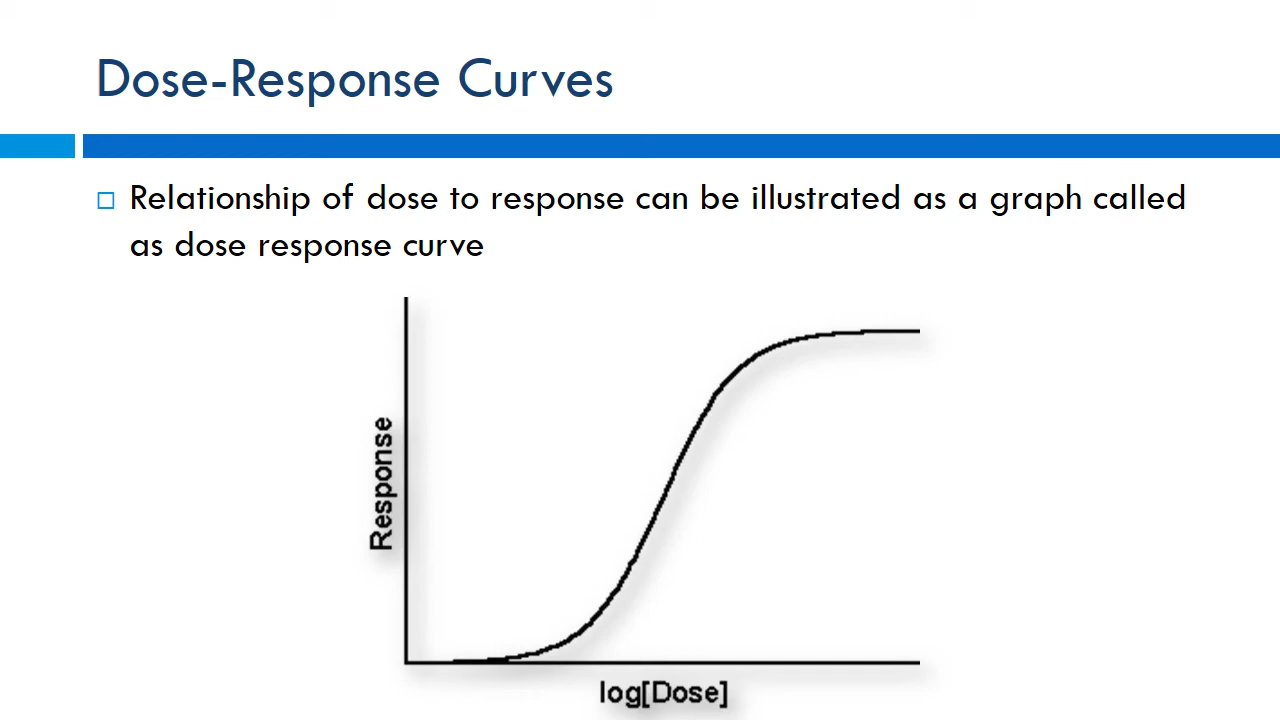 Dose-Response Curves
Relationship of dose to response can be illustrated as a graph called
as dose response curve
Response
log[Dose]